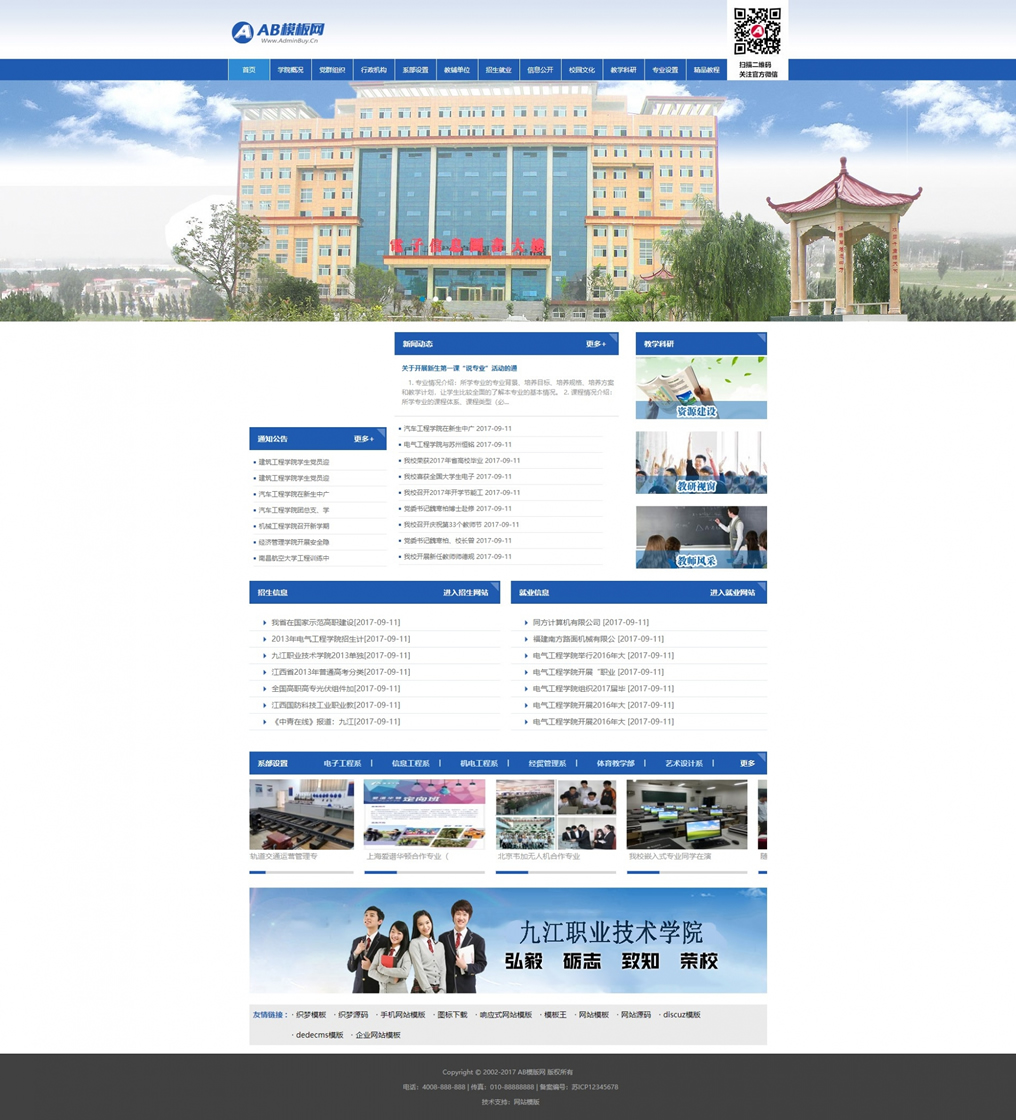 AB模板网
Www.AdminBuy.Cn
扫描二维码
关注官方微信
首页 学院概况 党群组织 行政机构 系部设置 教辅单位 招生就业 信息公开 校园文化 教学科研 专业设置 精品教程
新闻动态 更多+
关于开展新生第一课“说专业”活动的通
1. 专业情况介绍：所学专业的专业背景、培养目标、培养规格、培养方案
和教学计划，让学生比较全面的了解本专业的基本情况。 2. 课程情况介绍：
所学专业的课程体系、课程类型（必...
汽车工程学院在新生中广 2017-09-11
电气工程学院与苏州恒铭 2017-09-11
我校荣获2017年省高校毕业 2017-09-11
我校喜获全国大学生电子 2017-09-11
我校召开2017年开学节能工 2017-09-11
党委书记魏寒柏博士赴修 2017-09-11
我校召开庆祝第33个教师节 2017-09-11
党委书记魏寒柏、校长曾 2017-09-11
我校开展新任教师师德规 2017-09-11
教学科研
资源建设
教研视窗
教师风采
通知公告 更多+
建筑工程学院学生党员迎
建筑工程学院学生党员迎
汽车工程学院在新生中广
汽车工程学院团总支、学
机械工程学院召开新学期
经济管理学院开展安全隐
南昌航空大学工程训练中
招生信息 进入招生网站
我省在国家示范高职建设[2017-09-11]
2013年电气工程学院招生计[2017-09-11]
九江职业技术学院2013单独[2017-09-11]
江西省2013年普通高考分类[2017-09-11]
全国高职高专光伏组件加[2017-09-11]
江西国防科技工业职业教[2017-09-11]
《中青在线》报道：九江[2017-09-11]
就业信息 进入就业网站
同方计算机有限公司 [2017-09-11]
福建南方路面机械有限公 [2017-09-11]
电气工程学院举行2016年大 [2017-09-11]
电气工程学院开展“职业 [2017-09-11]
电气工程学院组织2017届毕 [2017-09-11]
电气工程学院开展2016年大 [2017-09-11]
电气工程学院开展2016年大 [2017-09-11]
系部设置 电子工程系 | 信息工程系 | 机电工程系 | 经贸管理系 | 体育教学部 | 艺术设计系 | 更多
轨道交通运营管理专
上海爱谱华顿合作专业（
北京韦加无人机合作专业
我校嵌入式专业同学在演
九江职业技术学院
弘毅 砺志 致知 荣校
友情链接： · 织梦模板 · 织梦源码 · 手机网站模版 · 图标下载 · 响应式网站模版 · 模板王 · 网站模板 · 网站源码 · discuz模版
· dedecms模版 · 企业网站模板
Copyright © 2002-2017 AB模版网 版权所有
电话：4008-888-888 | 传真：010-88888888 | 备案编号：苏ICP12345678
技术支持：网站模版